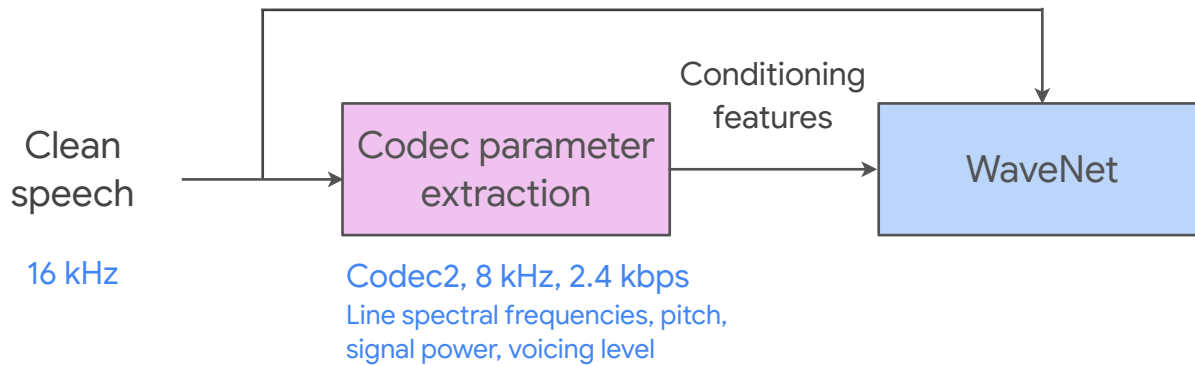 Clean
speech
16 kHz
Codec parameter
extraction
Codec2, 8 kHz, 2.4 kbps
Line spectral frequencies, pitch,
signal power, voicing level
Conditioning
features
WaveNet